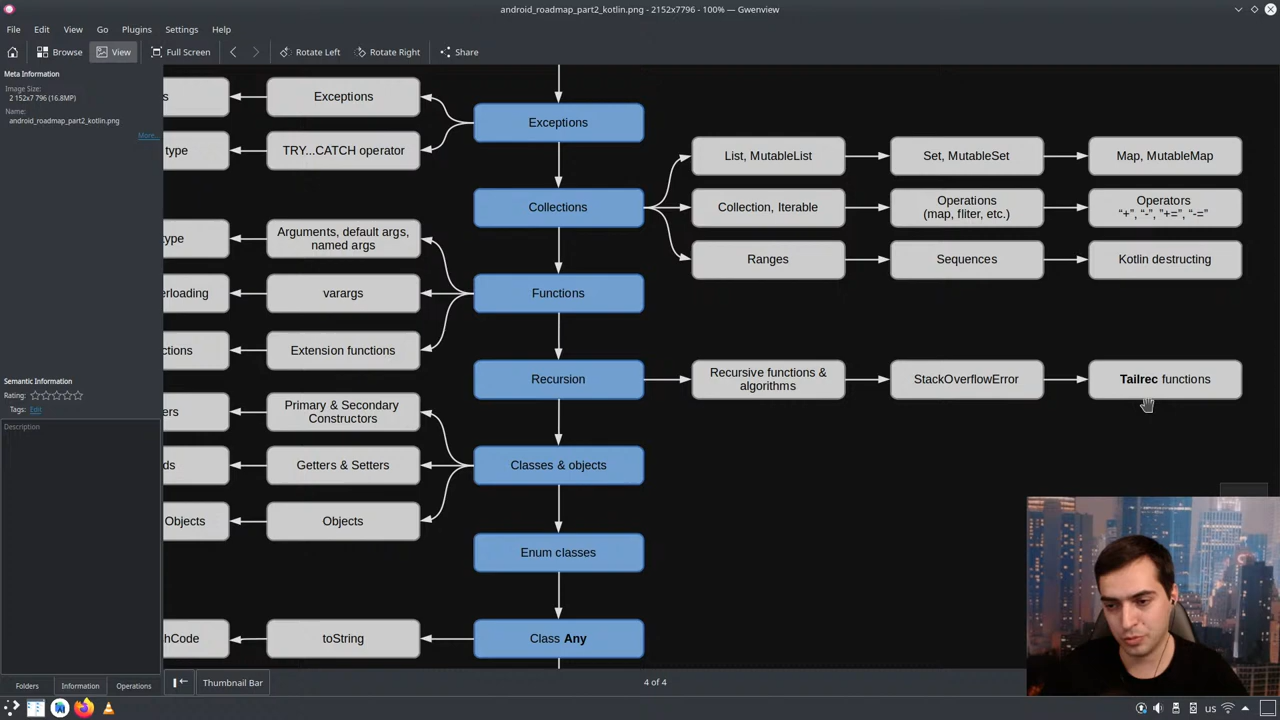 android_roadmap_part2_kotlin.png - 2152x7796 - 100% — Gwenview
File Edit View Go Plugins Settings Help
Browse View Full Screen Rotate Left Rotate Right Share
Meta Information
Image Size:
2 152x7 796 (16.8MP)
Name:
android_roadmap_part2_kotlin.png
More...
Semantic Information
Rating:
Tags: Edit
Description
Folders Information Operations
s
Exceptions
Exceptions
type
TRY...CATCH operator
Collections
List, MutableList
Set, MutableSet
Map, MutableMap
Collection, Iterable
Operations
(map, fliter, etc.)
Operators
“+”, “-”, ”+=”, “-=”
Ranges
Sequences
Kotlin destructing
type
Arguments, default args,
named args
Functions
erloading
varargs
ctions
Extension functions
Recursion
Recursive functions &
algorithms
StackOverflowError
Tailrec functions
ers
Primary & Secondary
Constructors
Classes & objects
ds
Getters & Setters
Objects
Objects
Enum classes
hCode
toString
Class Any
Thumbnail Bar
4 of 4
us